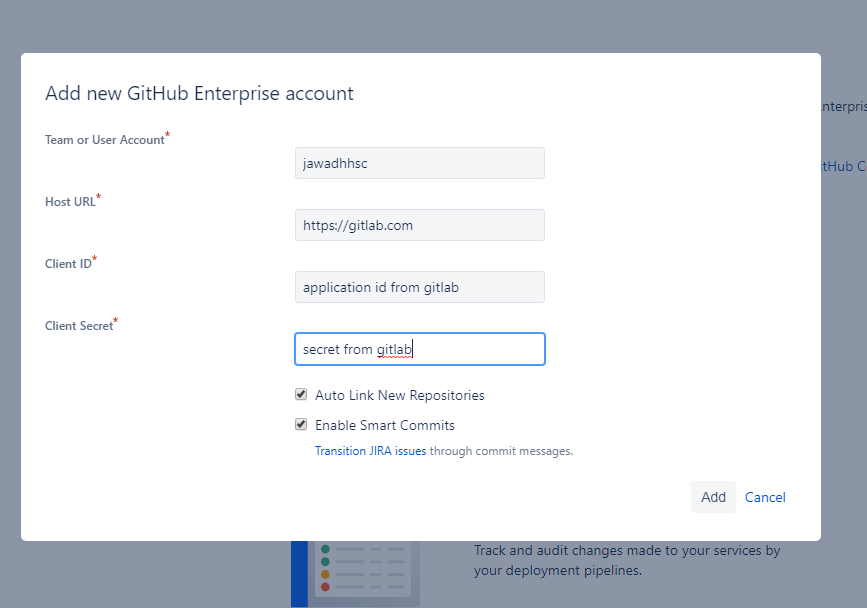 Add new GitHub Enterprise account
Team or User Account*
jawadhhsc
Host URL*
https://gitlab.com
Client ID*
application id from gitlab
Client Secret*
secret from gitlab
Auto Link New Repositories
Enable Smart Commits
Transition JIRA issues through commit messages.
Add Cancel
Track and audit changes made to your services by
your deployment pipelines.